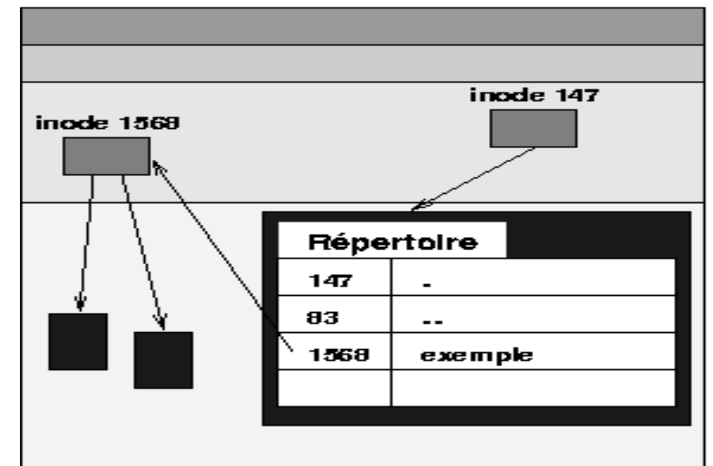 inode 147
inode 1568
Répertoire
147 .
83 ..
1568 exemple